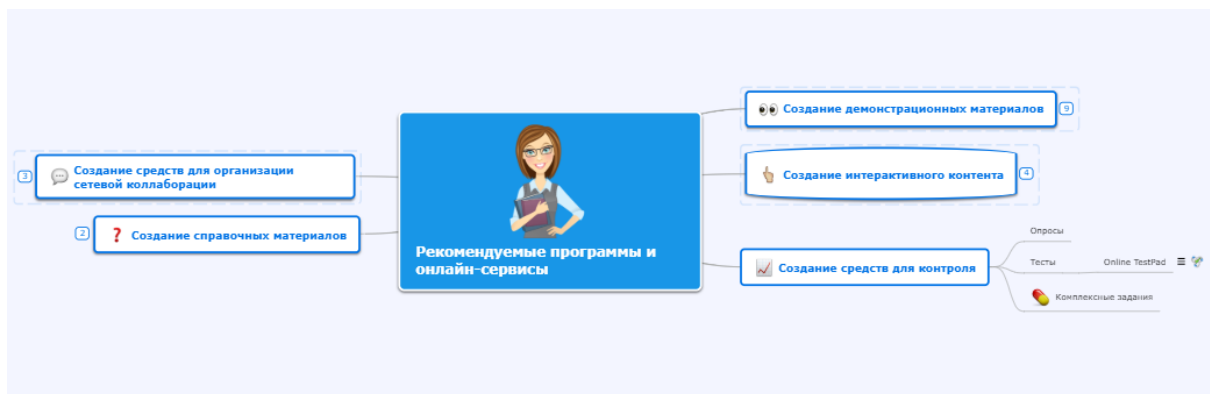 Создание средств для организации
сетевой коллаборации
3
Создание справочных материалов
2
Рекомендуемые программы и
онлайн-сервисы
Создание демонстрационных материалов
9
Создание интерактивного контента
4
Создание средств для контроля
Опросы
Тесты
Online TestPad
Комплексные задания